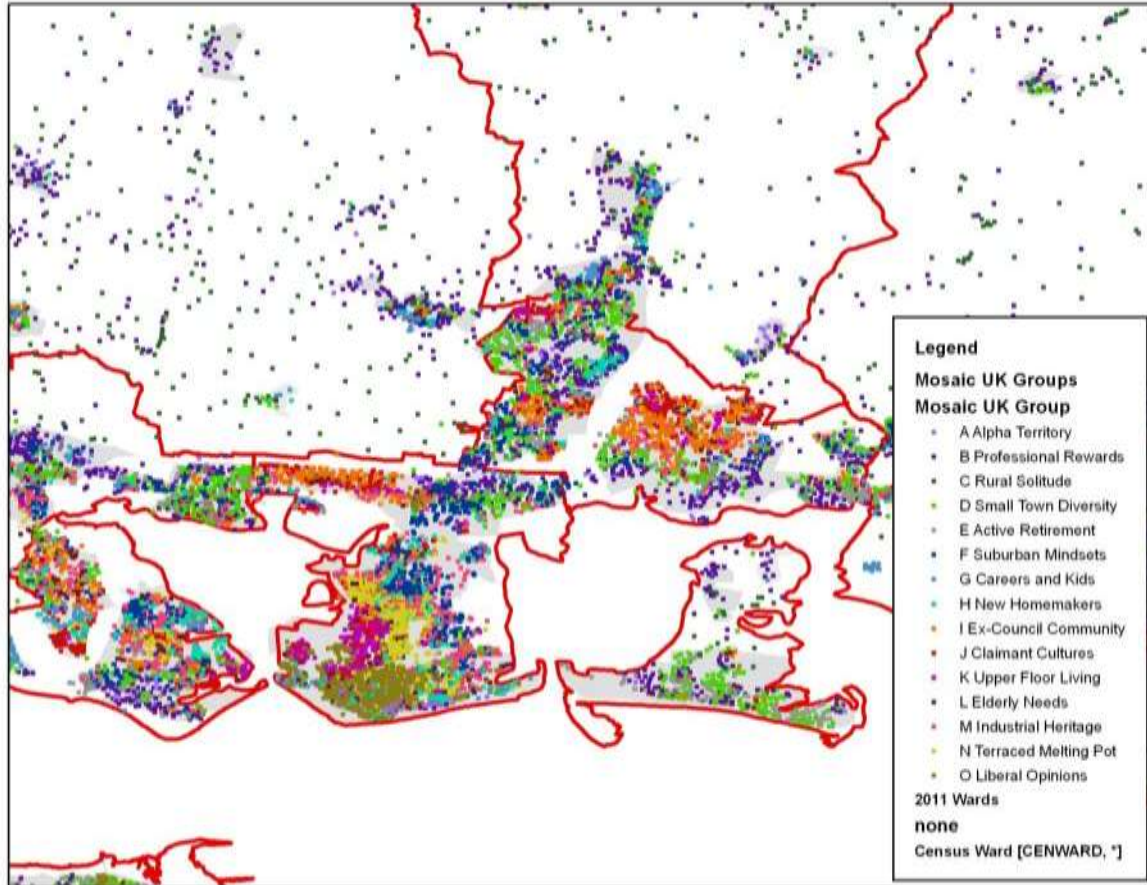 Legend
Mosaic UK Groups
Mosaic UK Group
A Alpha Territory
B Professional Rewards
C Rural Solitude
D Small Town Diversity
E Active Retirement
F Suburban Mindsets
G Careers and Kids
H New Homemakers
I Ex-Council Community
J Claimant Cultures
K Upper Floor Living
L Elderly Needs
M Industrial Heritage
N Terraced Melting Pot
O Liberal Opinions
2011 Wards
none
Census Ward [CENWARD, *]